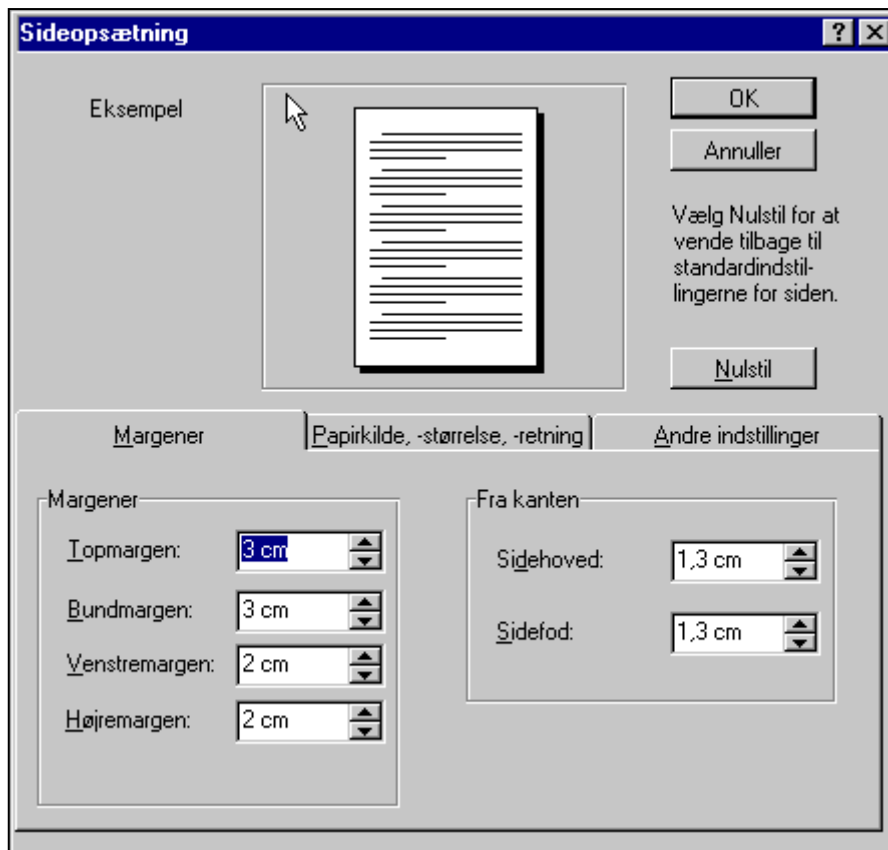 Sideopsætning
Eksempel
OK
Annuller
Vælg Nulstil for at
vende tilbage til
standardindstil-
lingerne for siden.
Nulstil
Margener
Papirkilde, -størrelse, -retning
Andre indstillinger
Margener
Topmargen: 3 cm
Bundmargen: 3 cm
Venstremargen: 2 cm
Højremargen: 2 cm
Fra kanten
Sidehoved: 1,3 cm
Sidefod: 1,3 cm